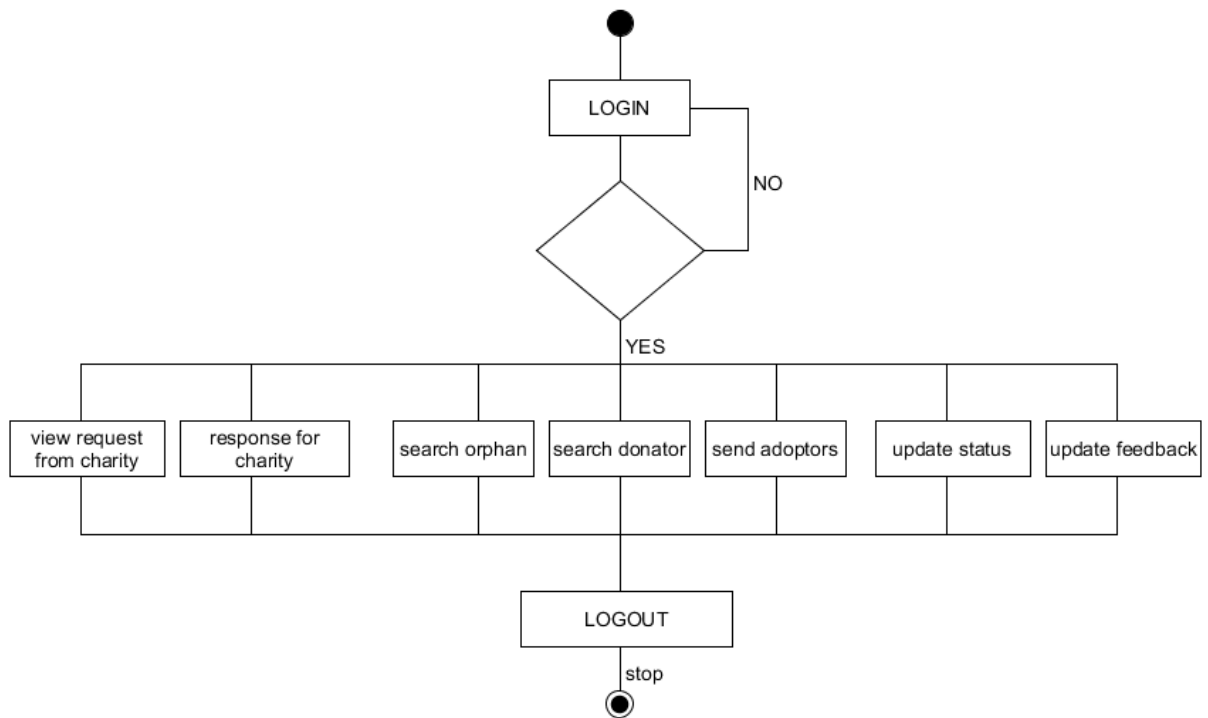 LOGIN
NO
YES
view request
from charity
response for
charity
search orphan
search donator
send adoptors
update status
update feedback
LOGOUT
stop